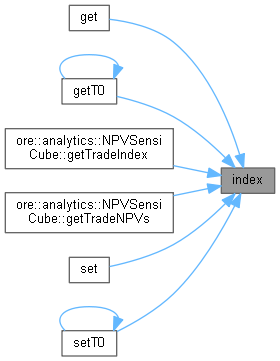 get
getT0
ore::analytics::NPVSensi
Cube::getTradeIndex
index
ore::analytics::NPVSensi
Cube::getTradeNPVs
set
setT0